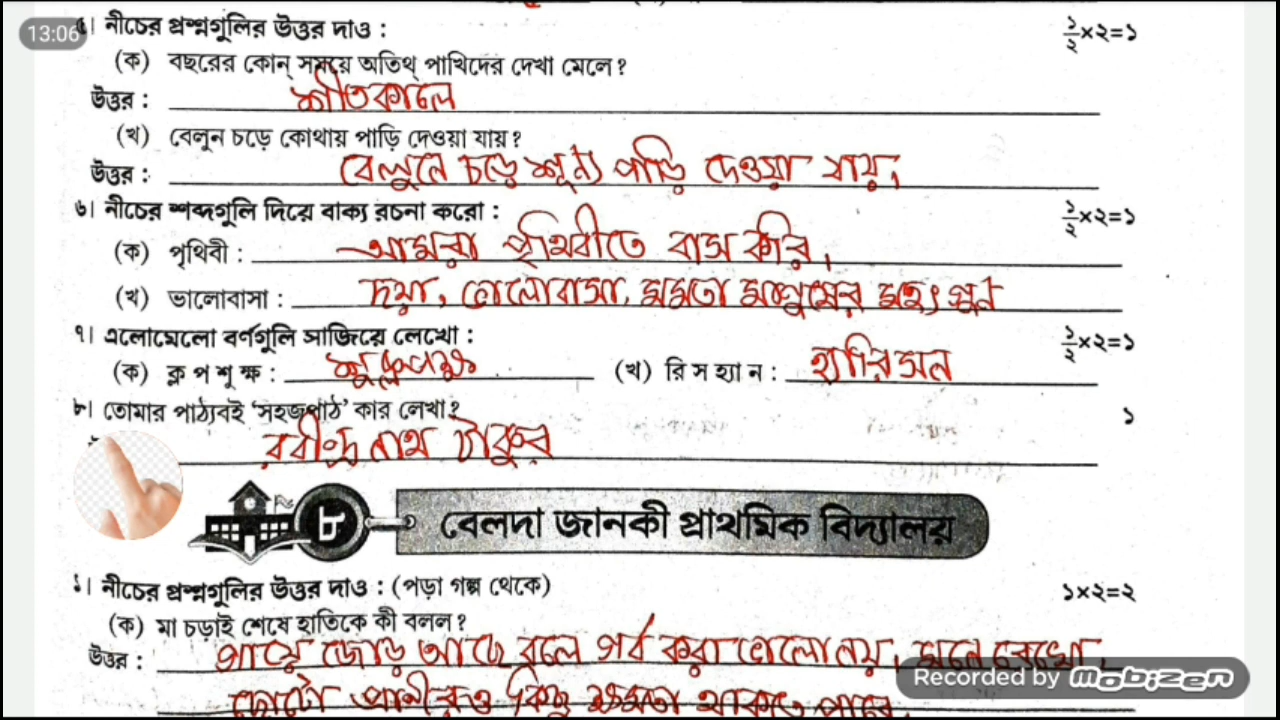 13:06
৫। নীচের প্রশ্নগুলির উত্তর দাও : ১/২×২=১
(ক) বছরের কোন্ সময়ে অতিথ্ পাখিদের দেখা মেলে?
উত্তর : শীতকালে
(খ) বেলুন চড়ে কোথায় পাড়ি দেওয়া যায়?
উত্তর : বেলুনে চড়ে শূন্যে পাড়ি দেওয়া যায়।
৬। নীচের শব্দগুলি দিয়ে বাক্য রচনা করো : ১/২×২=১
(ক) পৃথিবী : আমরা পৃথিবীতে বাস করি।
(খ) ভালোবাসা : দয়া, ভালোবাসা, মমতা মানুষের মহৎ গুন
৭। এলোমেলো বর্ণগুলি সাজিয়ে লেখো : ১/২×২=১
(ক) ক্ল প শু ক্ষ : শুক্লপক্ষ (খ) রি স হ্যা ন : হ্যারিসন
৮। তোমার পাঠ্যবই ‘সহজপাঠ’ কার লেখা? ১
রবীন্দ্র নাথ ঠাকুর
৮ বেলদা জানকী প্রাথমিক বিদ্যালয়
১। নীচের প্রশ্নগুলির উত্তর দাও : (পড়া গল্প থেকে) ১×২=২
(ক) মা চড়াই শেষে হাতিকে কী বলল?
উত্তর : গায়ে জোড় আছে বলে গর্ব করা ভালো নয়, মনে রেখো,
ছোটো প্রানীরও কিছু ক্ষমতা থাকতে পারে।
Recorded by mobizen